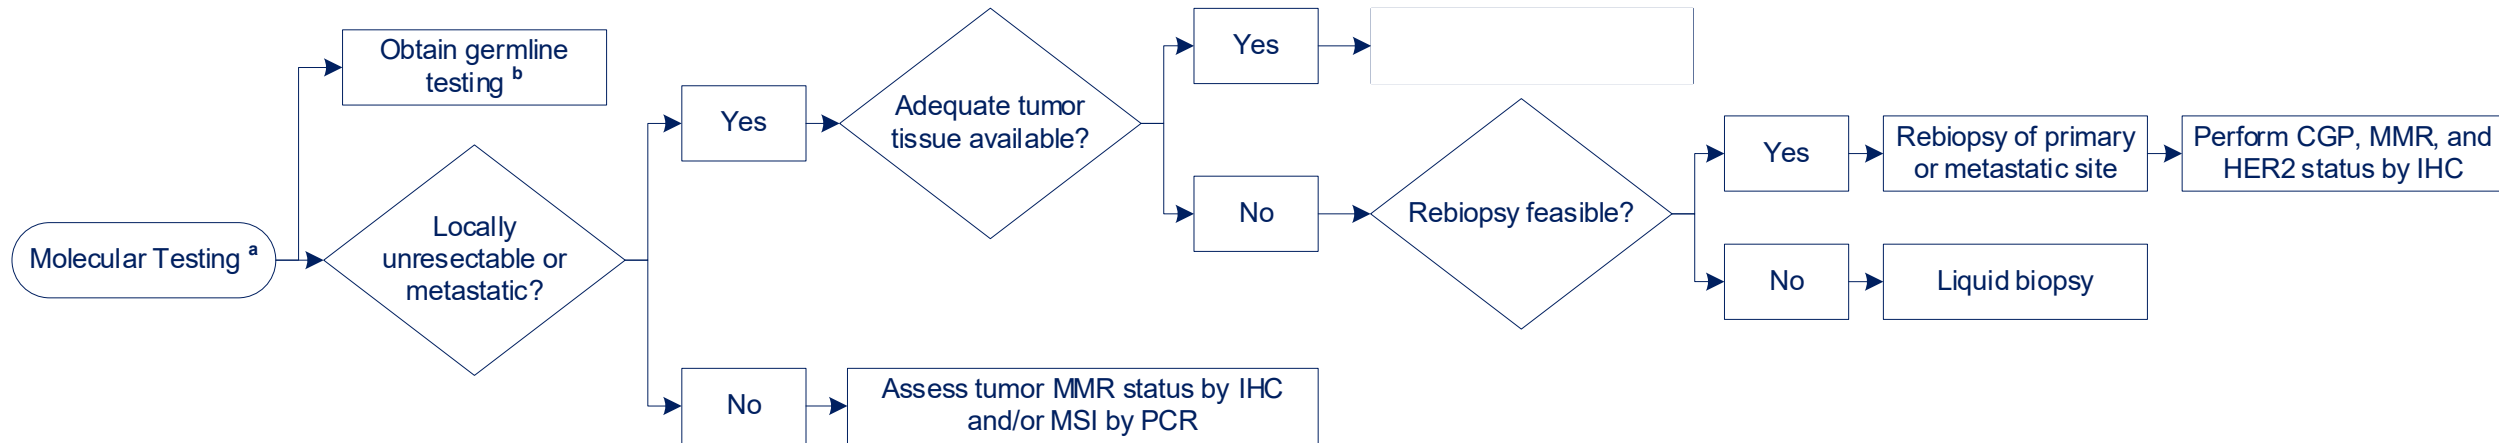 Obtain germline
testing b
Yes
Adequate tumor
tissue available?
Yes
Rebiopsy of primary
or metastatic site
Perform CGP, MMR, and
HER2 status by IHC
Yes
Molecular Testing a
Locally
unresectable or
metastatic?
No
Rebiopsy feasible?
No
Liquid biopsy
No
Assess tumor MMR status by IHC
and/or MSI by PCR